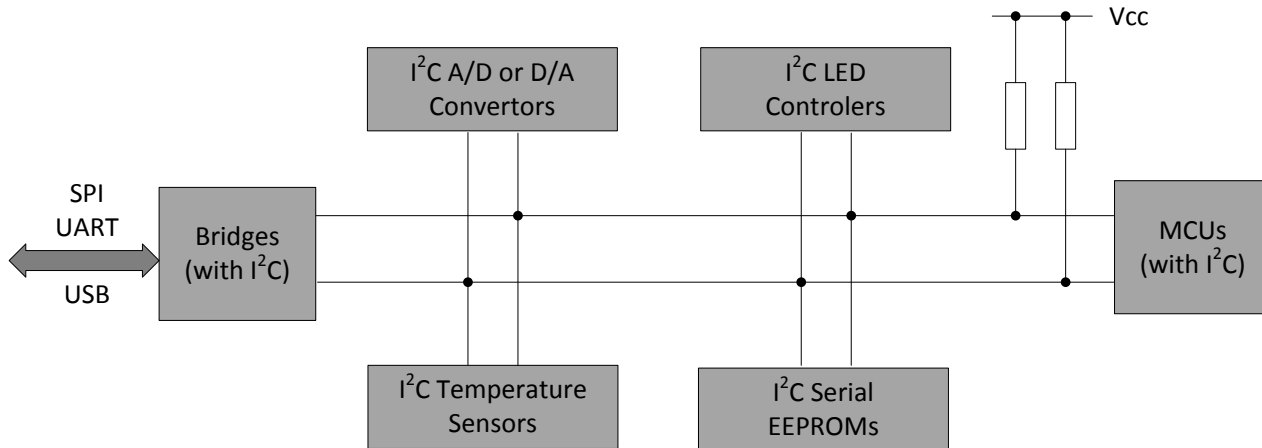 Vcc
I²C A/D or D/A
Convertors
I²C LED
Controlers
SPI
UART
USB
Bridges
(with I²C)
MCUs
(with I²C)
I²C Temperature
Sensors
I²C Serial
EEPROMs